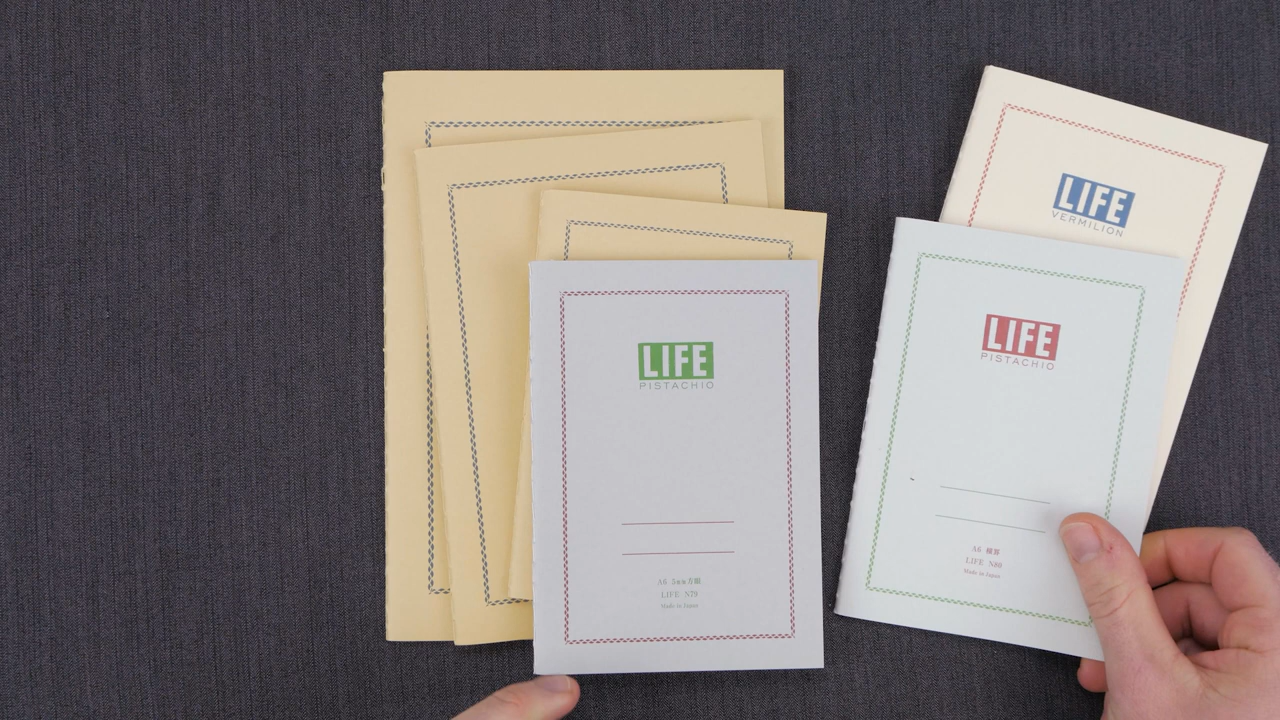 LIFE
PISTACHIO
A6 5mm方眼
LIFE N79
Made in Japan
LIFE
VERMILION
LIFE
PISTACHIO
A6 横罫
LIFE N80
Made in Japan